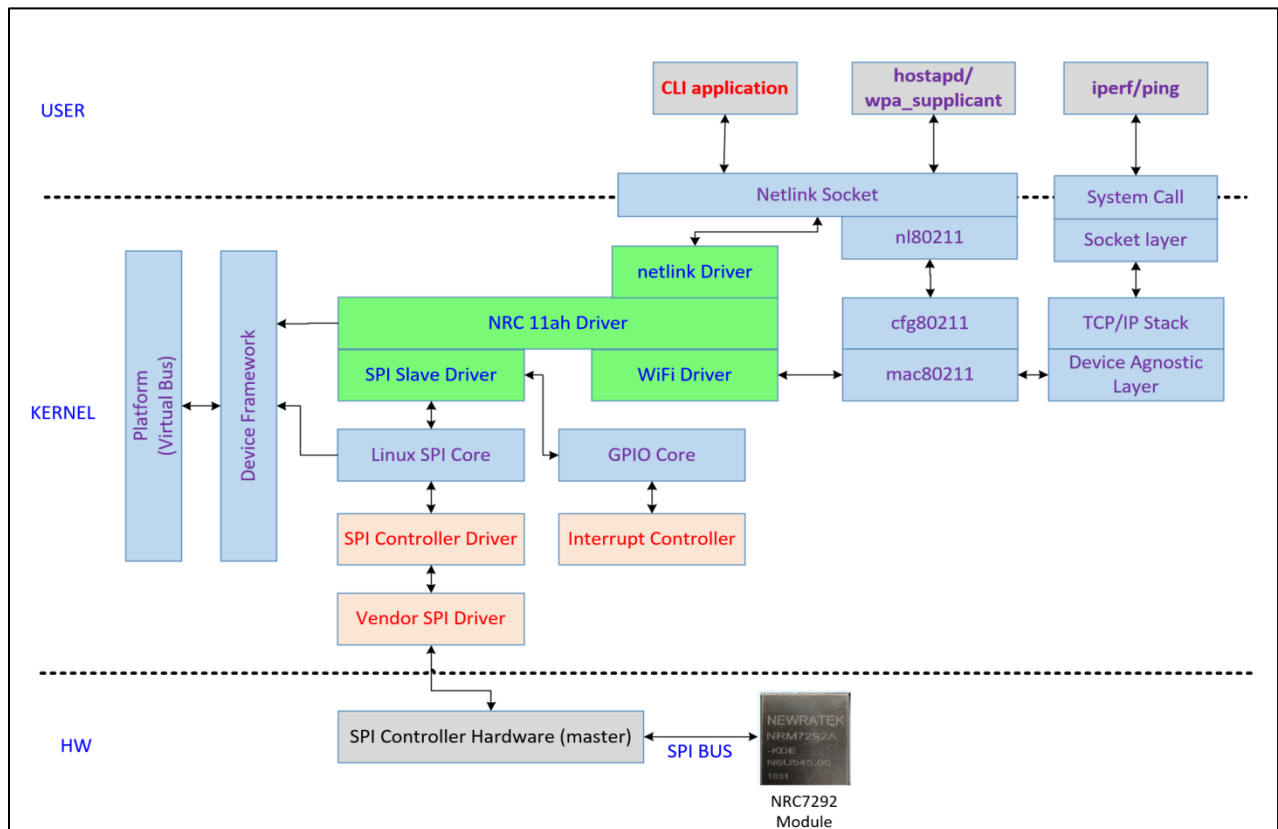 USER
CLI application
hostapd/
wpa_supplicant
iperf/ping
Netlink Socket
System Call
nl80211
Socket layer
netlink Driver
KERNEL
Platform
(Virtual Bus)
Device Framework
NRC 11ah Driver
cfg80211
TCP/IP Stack
SPI Slave Driver
WiFi Driver
mac80211
Device Agnostic
Layer
Linux SPI Core
GPIO Core
SPI Controller Driver
Interrupt Controller
Vendor SPI Driver
HW
SPI Controller Hardware (master)
SPI BUS
NEWRATEK
NRM7292A
-KDE
N6U545.00
1831
NRC7292
Module